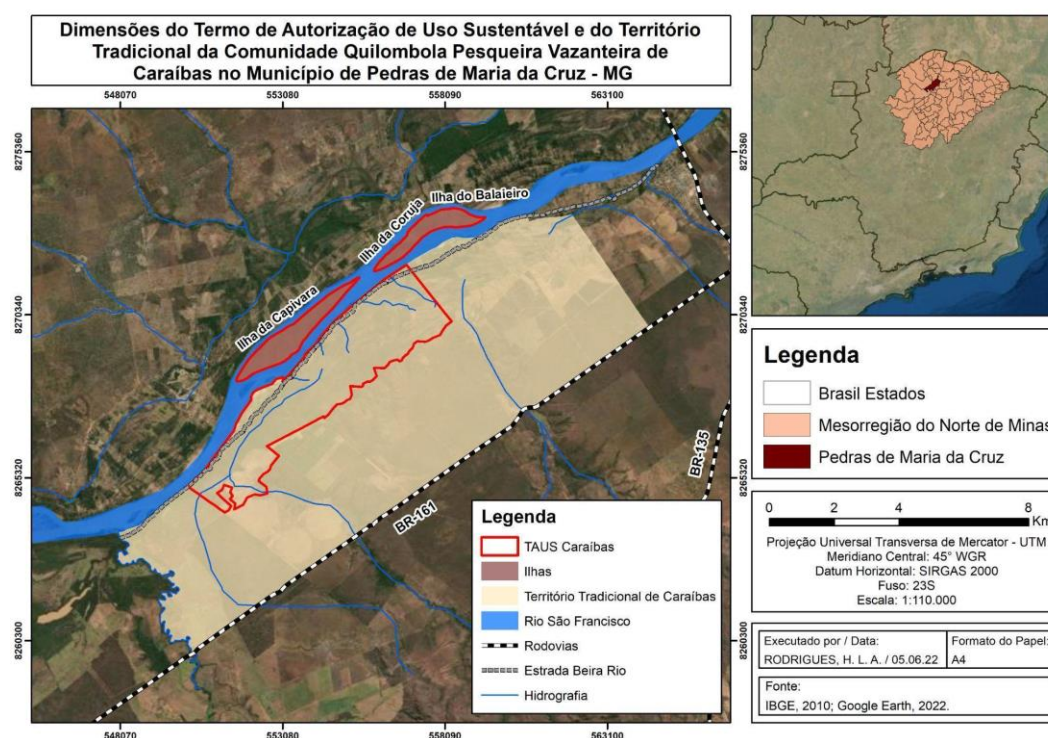 Dimensões do Termo de Autorização de Uso Sustentável e do Território
Tradicional da Comunidade Quilombola Pesqueira Vazanteira de
Caraíbas no Município de Pedras de Maria da Cruz - MG
548070
553080
558090
563100
8275360
8270340
8265320
8260300
8275360
8270340
8265320
8260300
Ilha do Balaieiro
Ilha da Coruja
Ilha da Capivara
BR-161
BR-135
Legenda
TAUS Caraíbas
Ilhas
Território Tradicional de Caraíbas
Rio São Francisco
Rodovias
Estrada Beira Rio
Hidrografia
548070
553080
558090
563100
Legenda
Brasil Estados
Mesorregião do Norte de Minas
Pedras de Maria da Cruz
0 2 4 8
Km
Projeção Universal Transversa de Mercator - UTM
Meridiano Central: 45° WGR
Datum Horizontal: SIRGAS 2000
Fuso: 23S
Escala: 1:110.000
Executado por / Data:
RODRIGUES, H. L. A. / 05.06.22
Formato do Papel:
A4
Fonte:
IBGE, 2010; Google Earth, 2022.